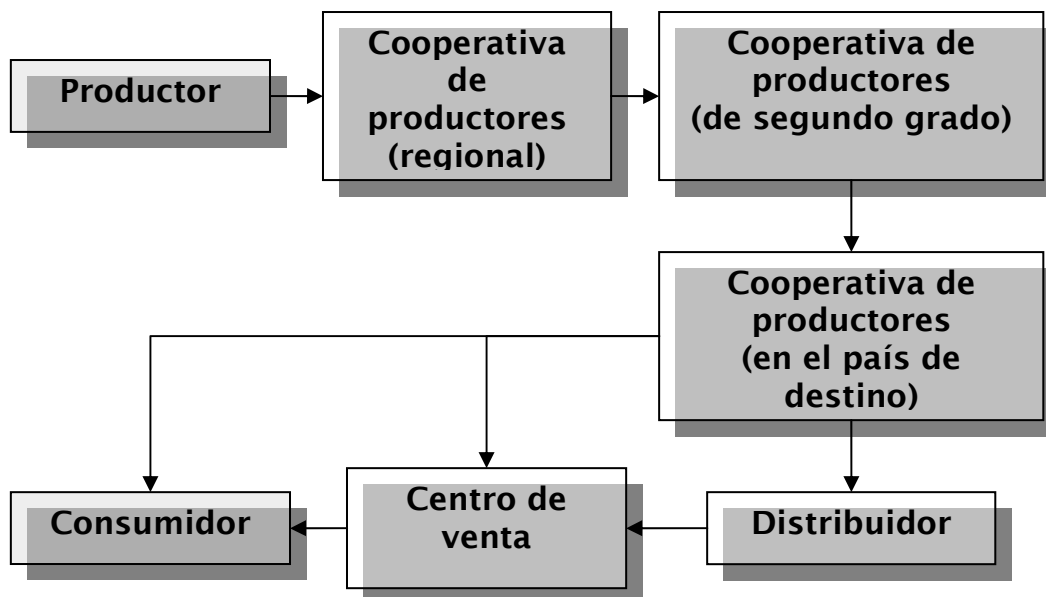 Productor
Cooperativa
de
productores
(regional)
Cooperativa de
productores
(de segundo grado)
Cooperativa de
productores
(en el país de
destino)
Consumidor
Centro de
venta
Distribuidor